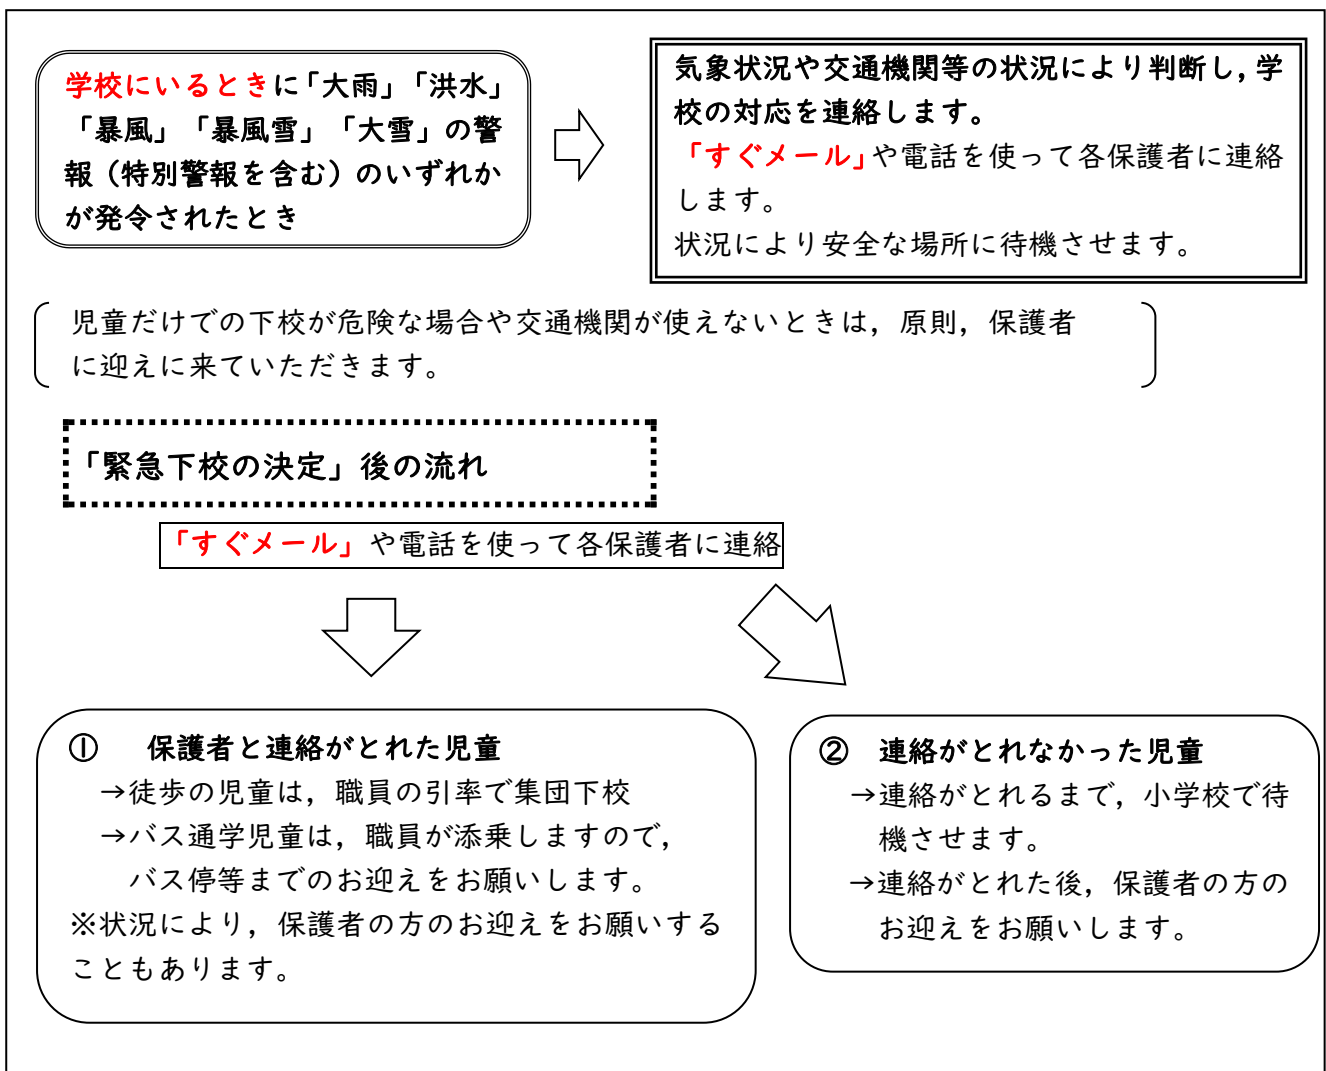 学校にいるときに「大雨」「洪水」
「暴風」「暴風雪」「大雪」の警
報（特別警報を含む）のいずれか
が発令されたとき
気象状況や交通機関等の状況により判断し，学
校の対応を連絡します。
「すぐメール」や電話を使って各保護者に連絡
します。
状況により安全な場所に待機させます。
児童だけでの下校が危険な場合や交通機関が使えないときは，原則，保護者
に迎えに来ていただきます。
「緊急下校の決定」後の流れ
「すぐメール」や電話を使って各保護者に連絡
① 保護者と連絡がとれた児童
→徒歩の児童は，職員の引率で集団下校
→バス通学児童は，職員が添乗しますので，
バス停等までのお迎えをお願いします。
※状況により，保護者の方のお迎えをお願いする
こともあります。
② 連絡がとれなかった児童
→連絡がとれるまで，小学校で待
機させます。
→連絡がとれた後，保護者の方の
お迎えをお願いします。